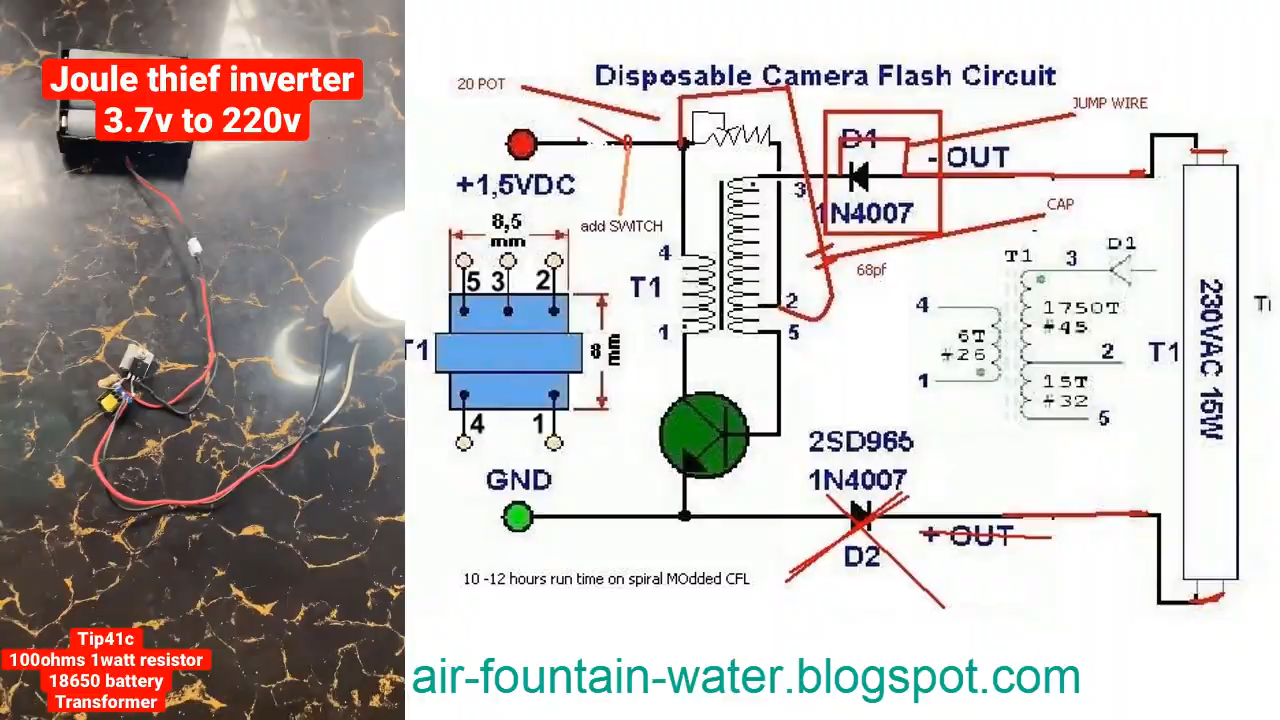 Joule thief inverter
3.7v to 220v
Tip41c
100ohms 1watt resistor
18650 battery
Transformer
Disposable Camera Flash Circuit
20 POT
JUMP WIRE
D1
- OUT
+1,5VDC
3
1N4007
CAP
8,5
mm
add SWITCH
4
68pf
5 3 2
T1
2
1
5
T1
8
mm
4 1
T1
3
D1
4
1750T
#45
6T
#26
2
T1
1
15T
#32
5
230VAC 15W
2SD965
1N4007
GND
+ OUT
D2
10 -12 hours run time on spiral MOdded CFL
air-fountain-water.blogspot.com